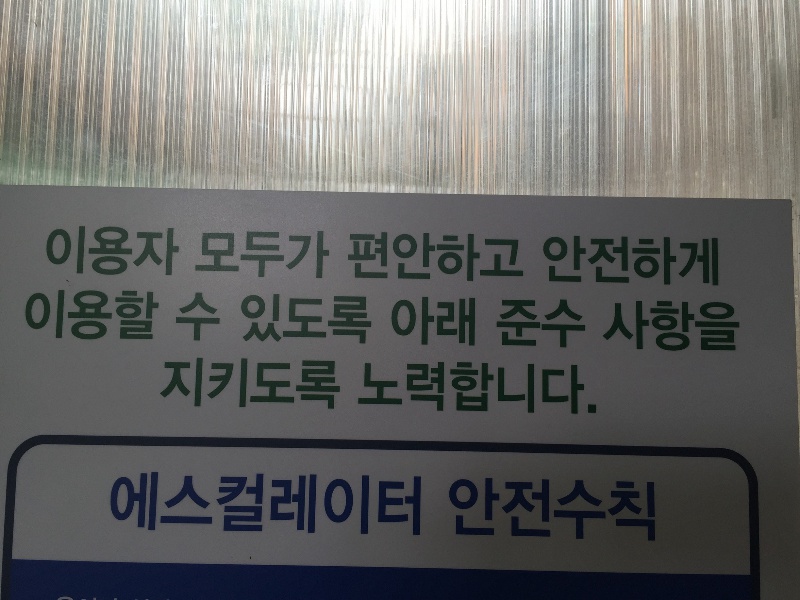 이용자 모두가 편안하고 안전하게
이용할 수 있도록 아래 준수 사항을
지키도록 노력합니다.
에스컬레이터 안전수칙